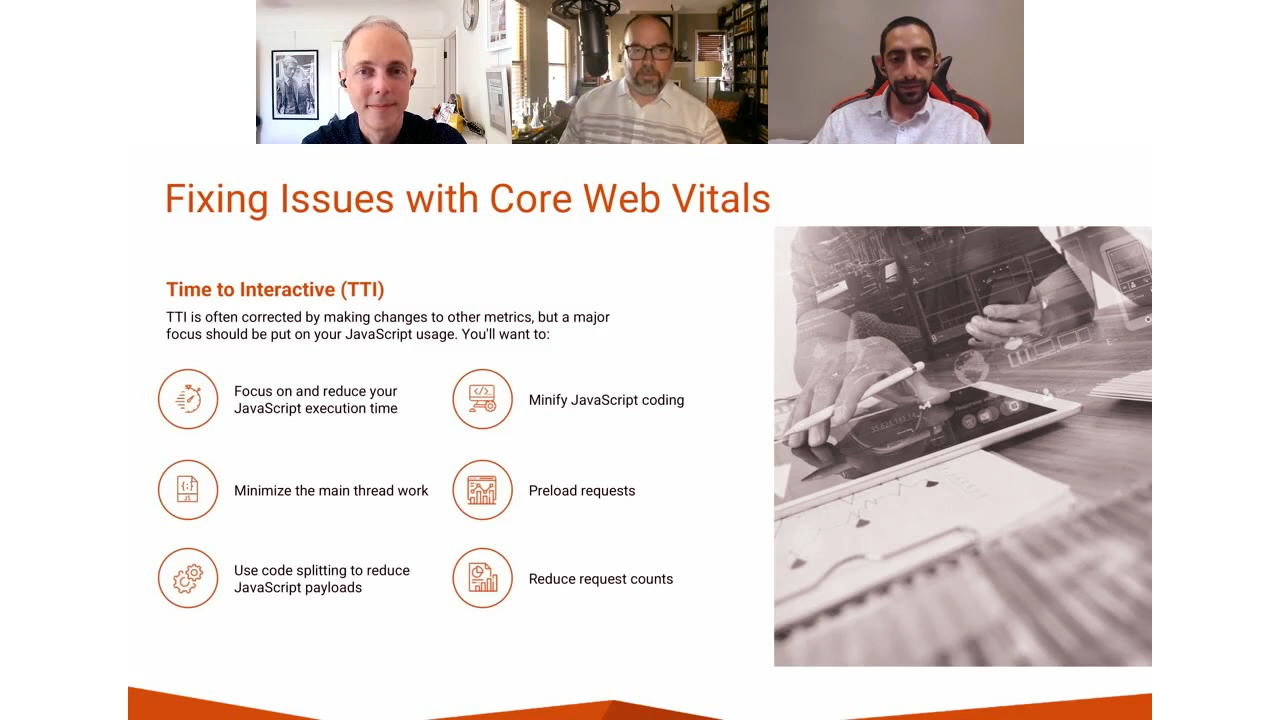 Fixing Issues with Core Web Vitals
Time to Interactive (TTI)
TTI is often corrected by making changes to other metrics, but a major
focus should be put on your JavaScript usage. You'll want to:
Focus on and reduce your
JavaScript execution time
Minify JavaScript coding
Minimize the main thread work
Preload requests
Use code splitting to reduce
JavaScript payloads
Reduce request counts